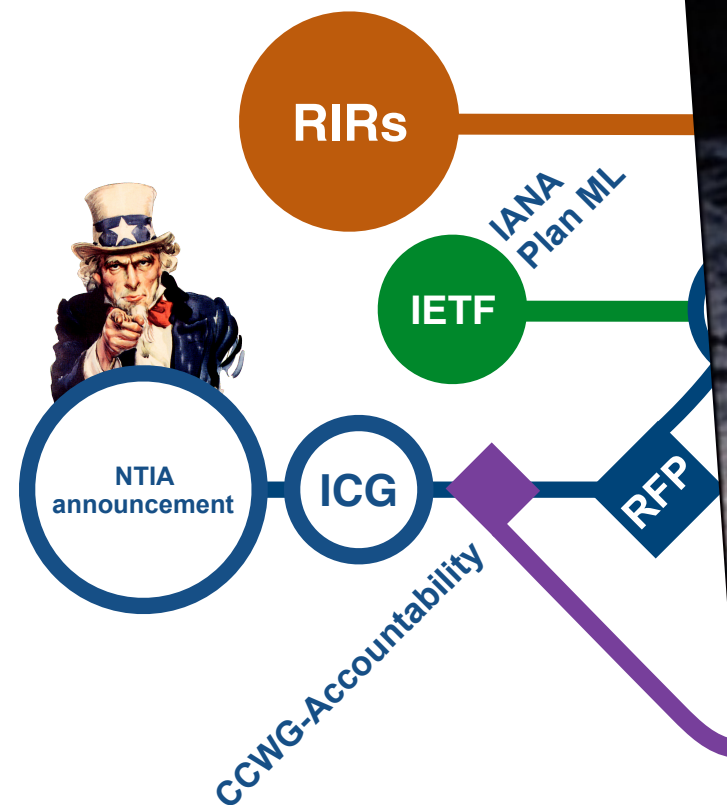 RIRs
IANA
Plan ML
IETF
NTIA
announcement
ICG
RFP
CCWG-Accountability